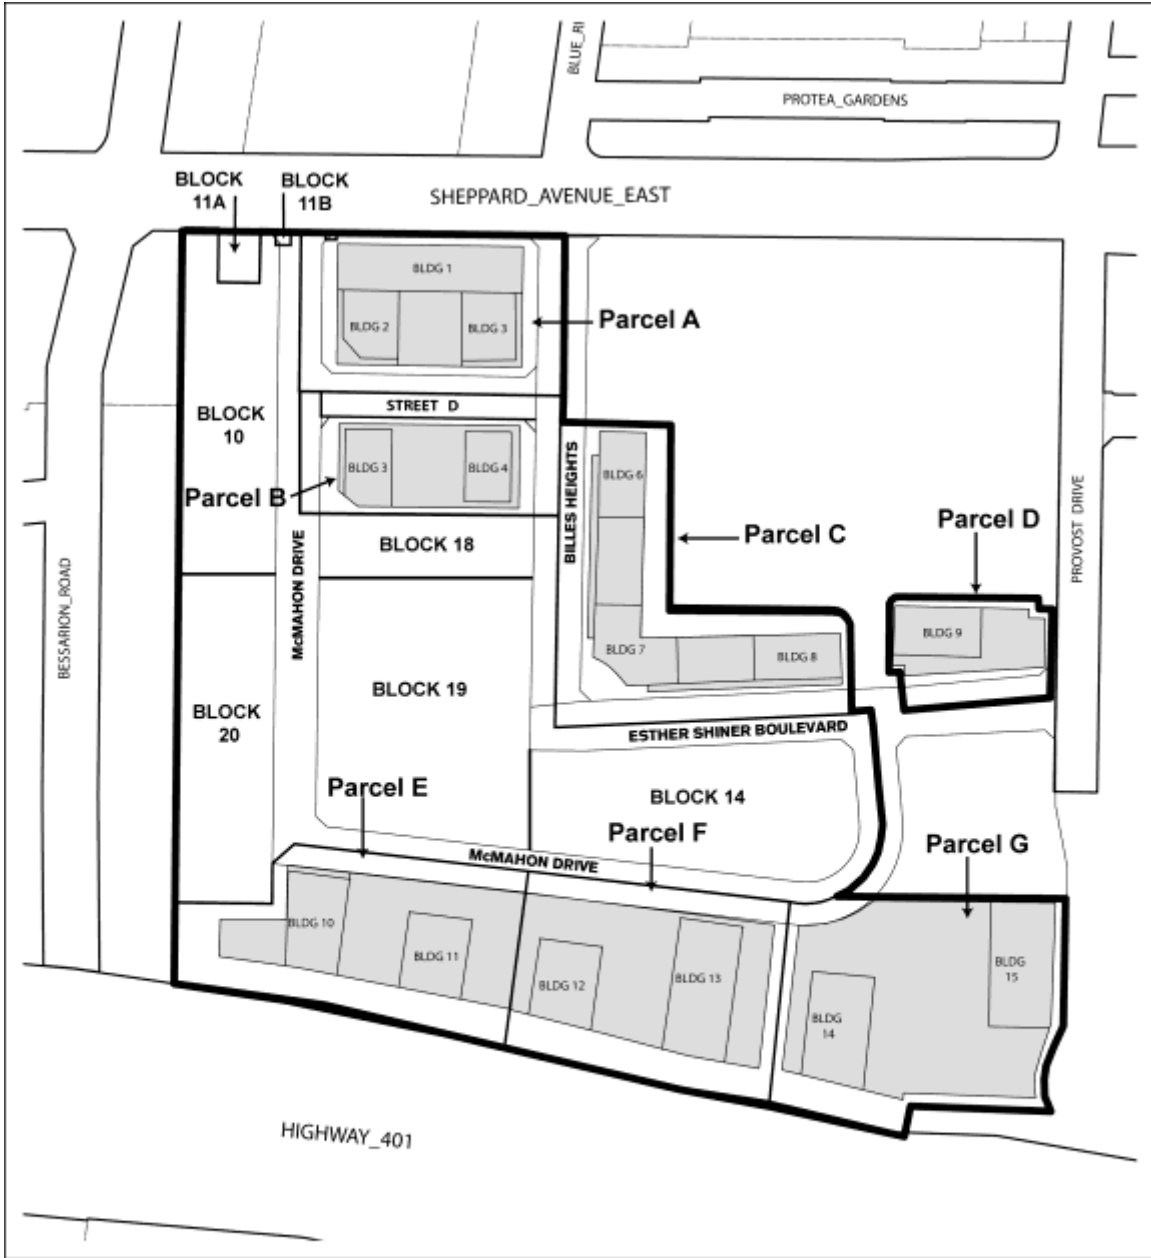 BLUE_RI
PROTEA_GARDENS
BLOCK
11A
BLOCK
11B
SHEPPARD_AVENUE_EAST
BLDG 1
BLDG 2
BLDG 3
Parcel A
STREET D
BLOCK
10
BLDG 3
BLDG 4
Parcel B
BILLES HEIGHTS
BLDG 6
Parcel C
Parcel D
PROVOST DRIVE
BLOCK 18
McMAHON DRIVE
BESSARION_ROAD
BLDG 7
BLDG 8
BLDG 9
BLOCK 19
BLOCK
20
ESTHER SHINER BOULEVARD
Parcel E
BLOCK 14
Parcel F
Parcel G
McMAHON DRIVE
BLDG 10
BLDG 11
BLDG 12
BLDG 13
BLDG
14
BLDG
15
HIGHWAY_401